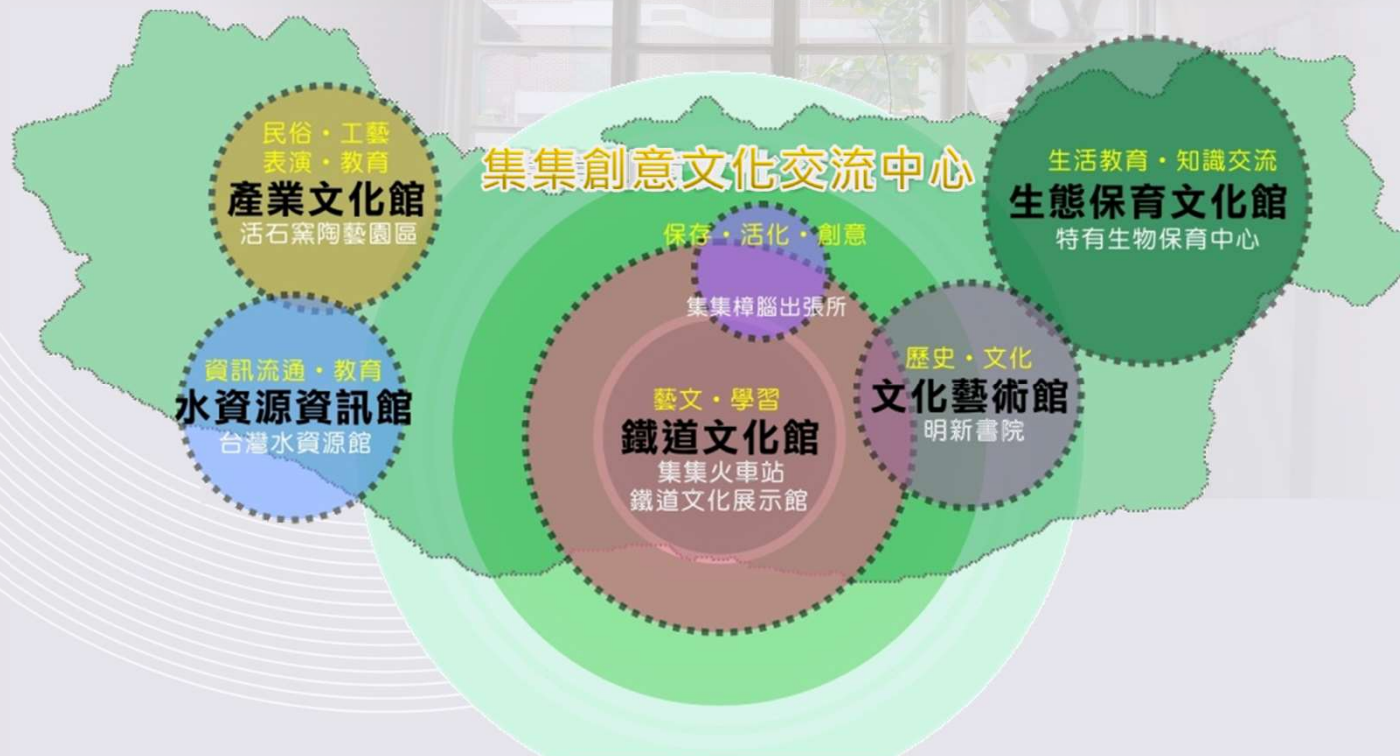 集集創意文化交流中心
民俗・工藝
表演・教育
產業文化館
活石窯陶藝園區
資訊流通・教育
水資源資訊館
台灣水資源館
保存・活化・創意
集集樟腦出張所
藝文・學習
鐵道文化館
集集火車站
鐵道文化展示館
歷史・文化
文化藝術館
明新書院
生活教育・知識交流
生態保育文化館
特有生物保育中心